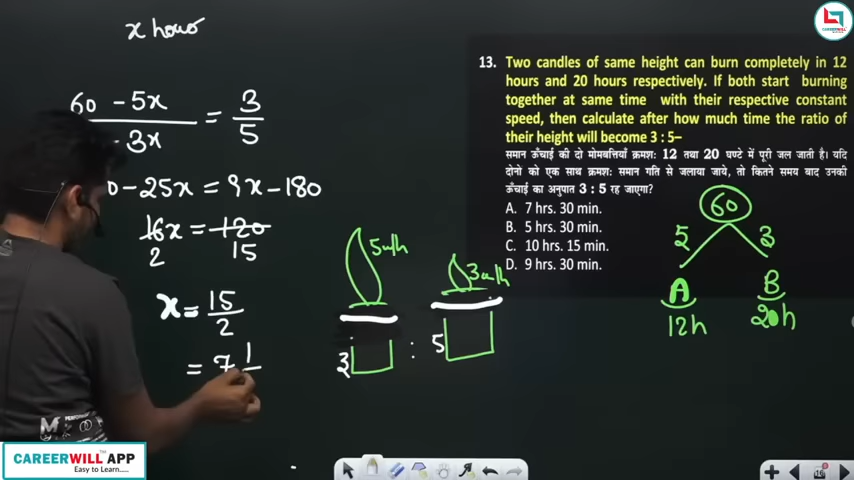 x hour
60 - 5x
- 3x
= 3
5
0 - 25x = 9x - 180
16x = 120
2
15
x = 15
2
= 7 1
5u/h
3u/h
3 : 5
13. Two candles of same height can burn completely in 12
hours and 20 hours respectively. If both start burning
together at same time with their respective constant
speed, then calculate after how much time the ratio of
their height will become 3 : 5–
समान ऊँचाई की दो मोमबत्तियाँ क्रमशः 12 तथा 20 घण्टे में पूरी जल जाती है। यदि
दोनो को एक साथ क्रमशः समान गति से जलाया जाये, तो कितने समय बाद उनकी
ऊँचाई का अनुपात 3 : 5 रह जाएगा?
A. 7 hrs. 30 min.
B. 5 hrs. 30 min.
C. 10 hrs. 15 min.
D. 9 hrs. 30 min.
60
5 3
A B
12h 20h
CAREERWILL
CAREERWILL APP
Easy to Learn.....